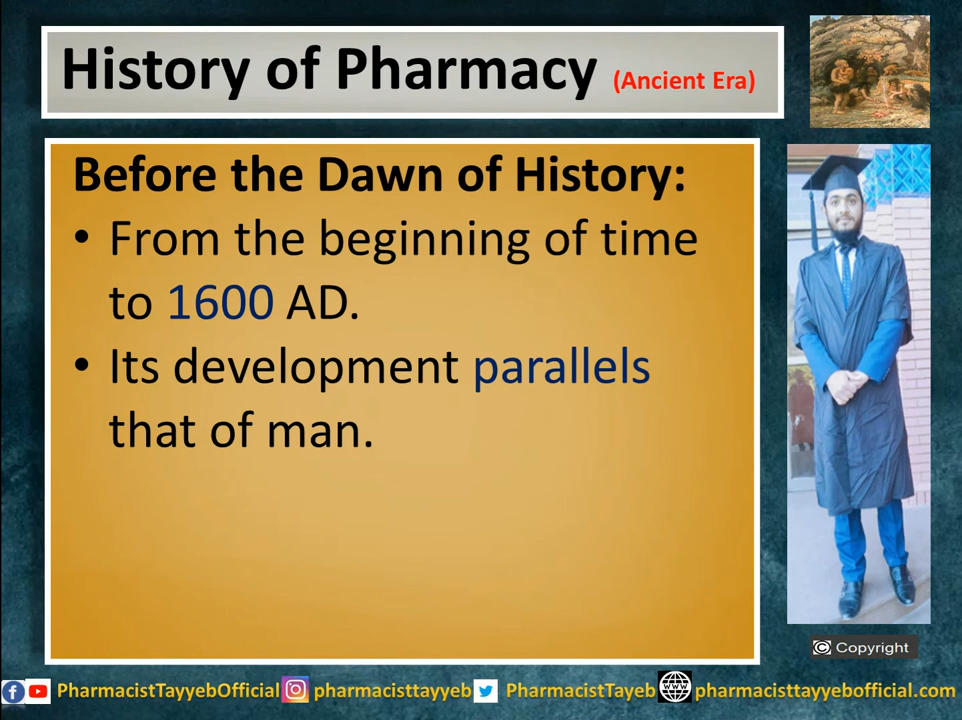 History of Pharmacy (Ancient Era)
Before the Dawn of History:
• From the beginning of time
to 1600 AD.
• Its development parallels
that of man.
© Copyright
PharmacistTayyebOfficial pharmacisttayyeb PharmacistTayeb WWW pharmacisttayyebofficial.com